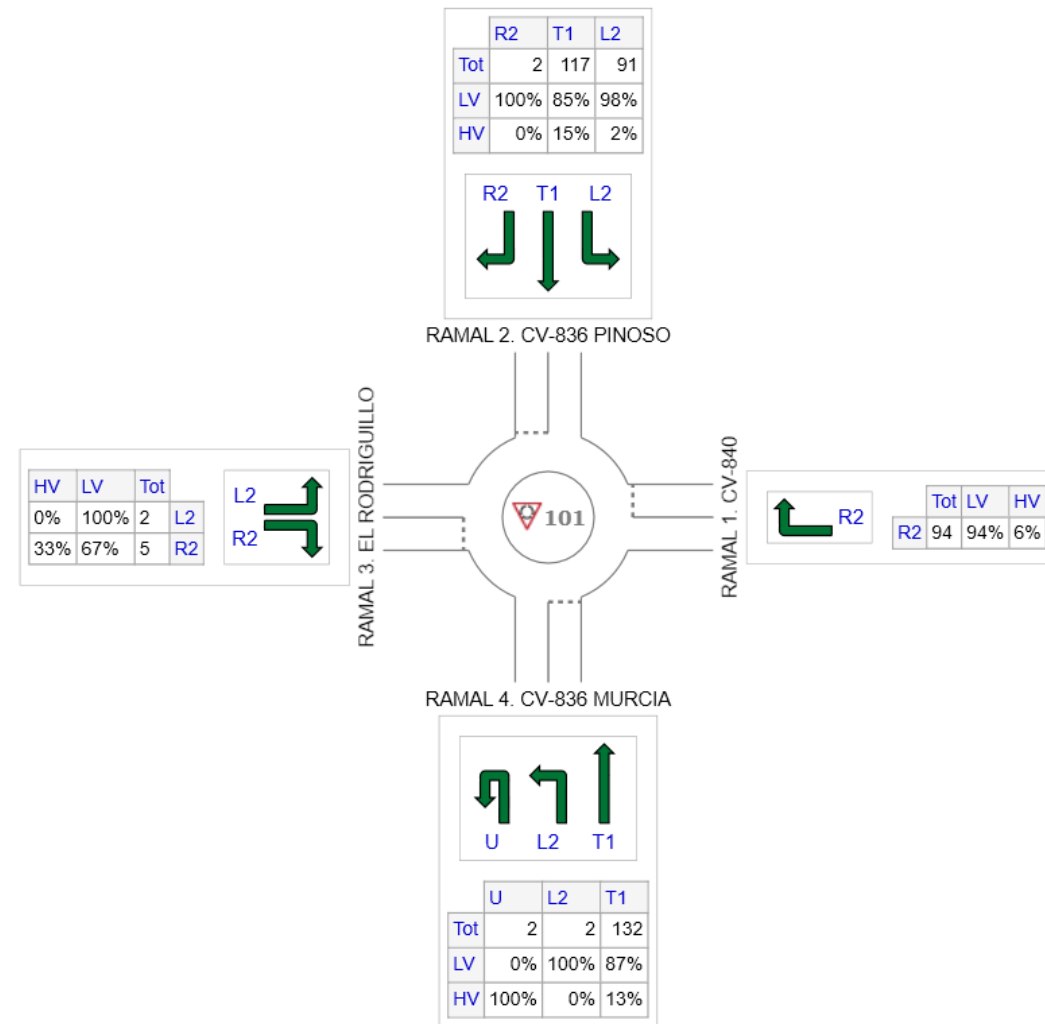 R2 T1 L2
Tot 2 117 91
LV 100% 85% 98%
HV 0% 15% 2%
R2 T1 L2
RAMAL 2. CV-836 PINOSO
RAMAL 3. EL RODRIGUILLO
HV LV Tot
0% 100% 2 L2
33% 67% 5 R2
L2
R2
101
RAMAL 1. CV-840
R2
Tot LV HV
R2 94 94% 6%
RAMAL 4. CV-836 MURCIA
U L2 T1
U L2 T1
Tot 2 2 132
LV 0% 100% 87%
HV 100% 0% 13%